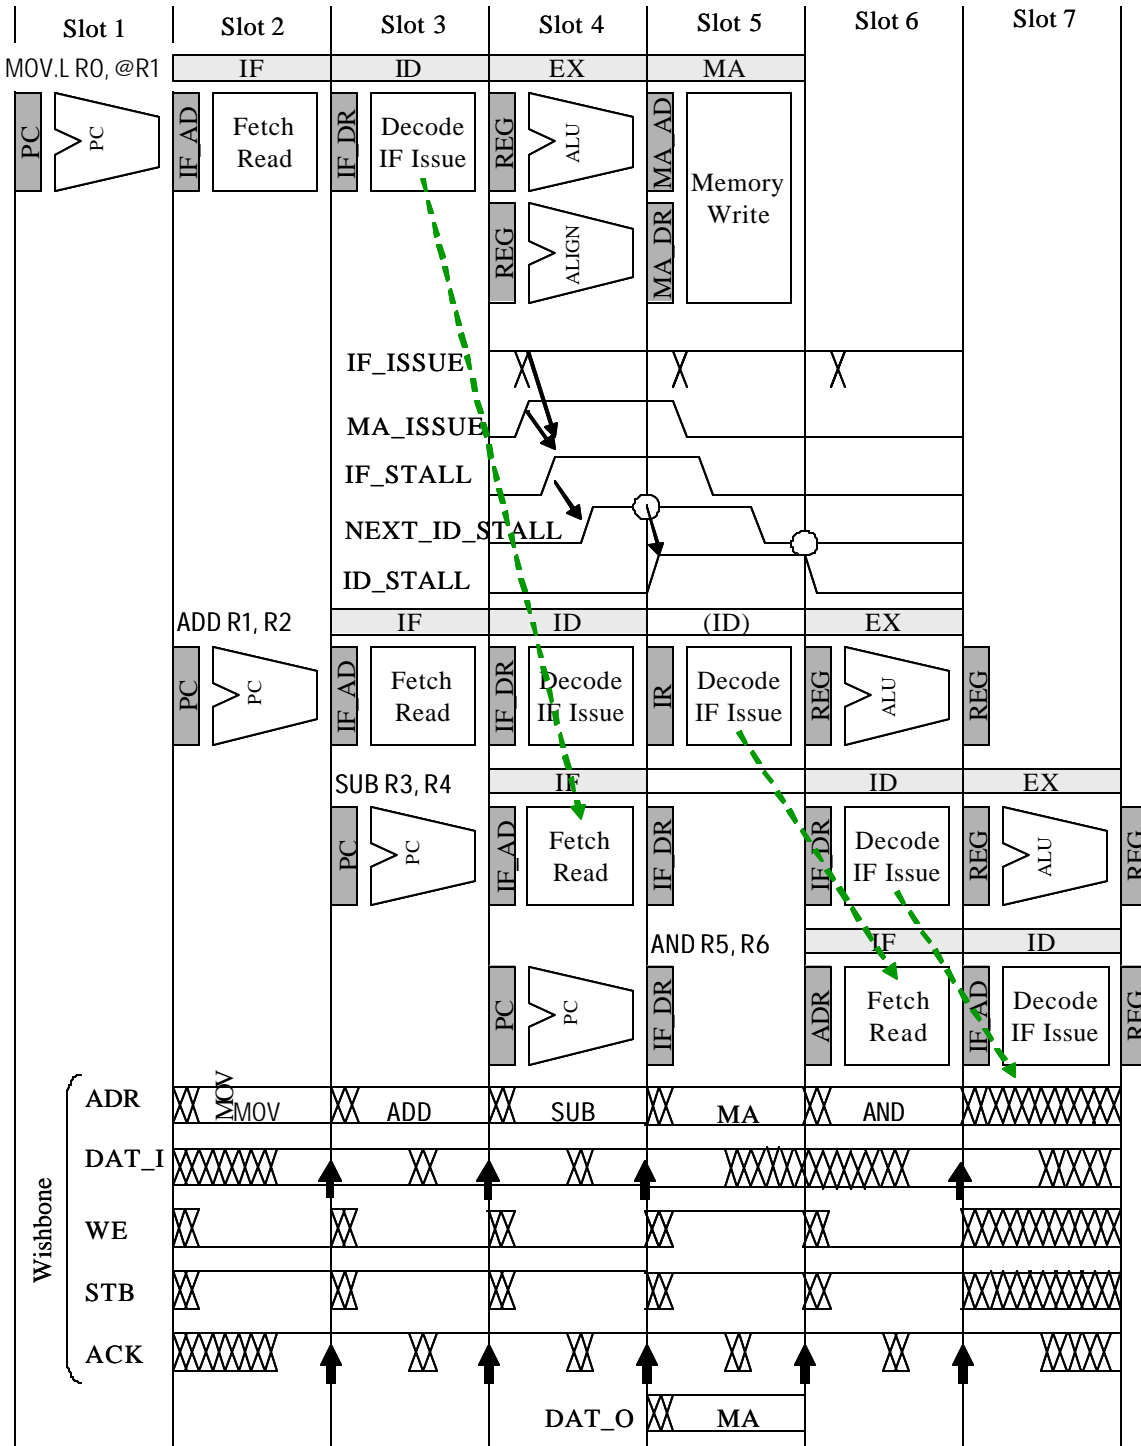 Slot 1 Slot 2 Slot 3 Slot 4 Slot 5 Slot 6 Slot 7
MOV.L R0, @R1 IF ID EX MA
PC PC IF_AD Fetch Read IF_DR Decode IF Issue REG ALU MA_AD Memory Write
REG ALIGN MA_DR
IF_ISSUE
MA_ISSUE
IF_STALL
NEXT_ID_STALL
ID_STALL
ADD R1, R2 IF ID (ID) EX
PC PC IF_AD Fetch Read IF_DR Decode IF Issue IR Decode IF Issue REG ALU REG
SUB R3, R4 IF ID EX
PC PC IF_AD Fetch Read IF_DR IF_DR Decode IF Issue REG ALU REG
AND R5, R6 IF ID
PC PC IF_DR ADR Fetch Read IF_AD Decode IF Issue REG
Wishbone
ADR MOV MOV ADD SUB MA AND
DAT_I
WE
STB
ACK
DAT_O MA